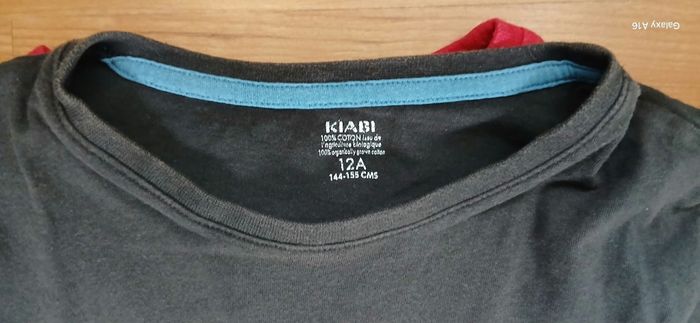 Galaxy A16
KIABI
100% COTON issu de
l'agriculture biologique
100% organically grown cotton
12A
144-155 CMS